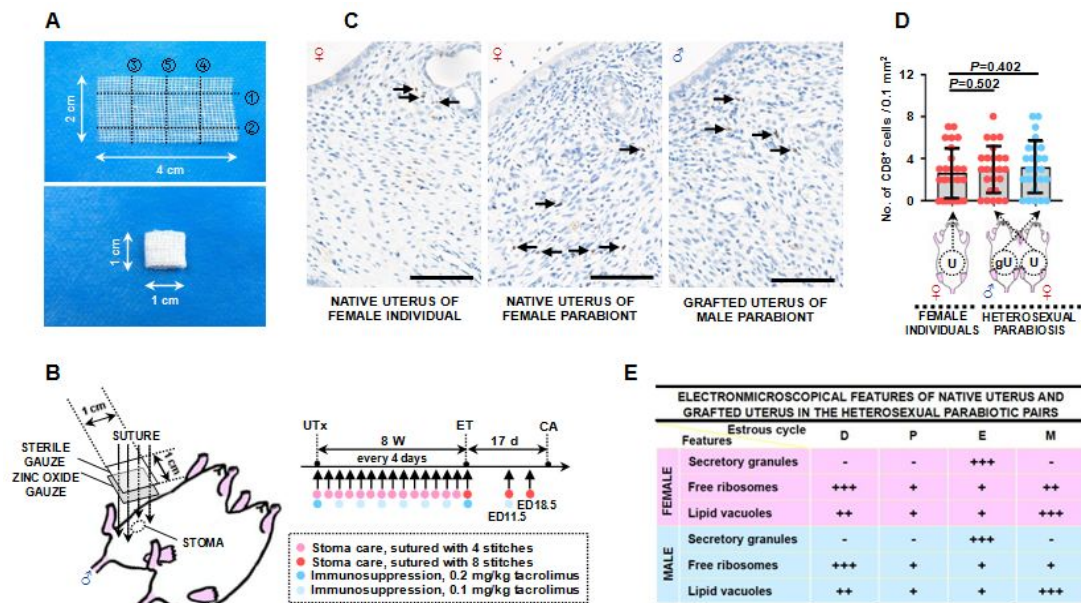 A
③
⑤
④
①
②
2 cm
4 cm
1 cm
1 cm
C
♀
♀
♂
NATIVE UTERUS OF
FEMALE INDIVIDUAL
NATIVE UTERUS OF
FEMALE PARABIONT
GRAFTED UTERUS OF
MALE PARABIONT
D
P=0.402
P=0.502
No. of CD8⁺ cells / 0.1 mm²
12
8
4
0
U
gU
U
♀
♂
♀
FEMALE
INDIVIDUALS
HETEROSEXUAL
PARABIOSIS
B
1 cm
SUTURE
STERILE
GAUZE
ZINC OXIDE
GAUZE
1 cm
STOMA
♂
UTx
ET
CA
8 W
17 d
every 4 days
ED11.5
ED18.5
Stoma care, sutured with 4 stitches
Stoma care, sutured with 8 stitches
Immunosuppression, 0.2 mg/kg tacrolimus
Immunosuppression, 0.1 mg/kg tacrolimus
E
ELECTRONMICROSCOPICAL FEATURES OF NATIVE UTERUS AND
GRAFTED UTERUS IN THE HETEROSEXUAL PARABIOTIC PAIRS
Estrous cycle D P E M
Features
FEMALE
Secretory granules - - +++ -
Free ribosomes +++ + + ++
Lipid vacuoles ++ + + +++
MALE
Secretory granules - - +++ -
Free ribosomes +++ + + +
Lipid vacuoles ++ + + +++